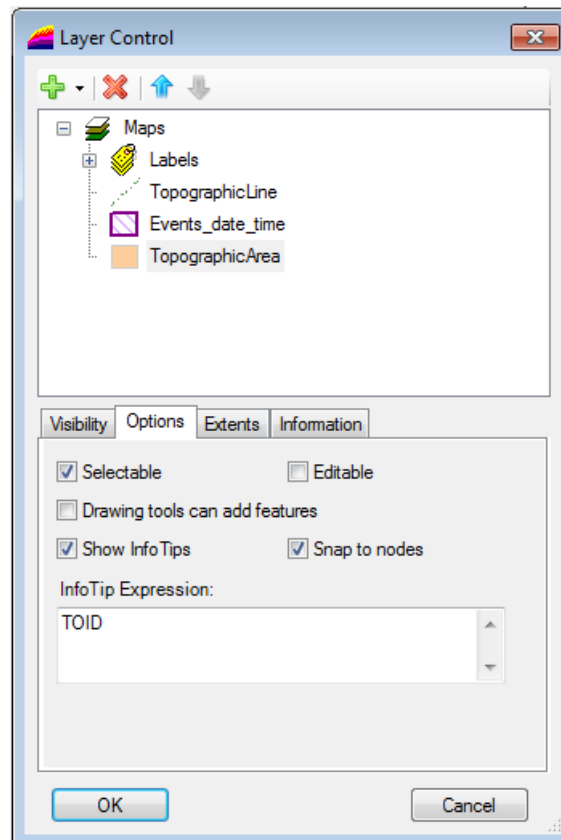 Layer Control
Maps
Labels
TopographicLine
Events_date_time
TopographicArea
Visibility Options Extents Information
Selectable Editable
Drawing tools can add features
Show InfoTips Snap to nodes
InfoTip Expression:
TOID
OK Cancel